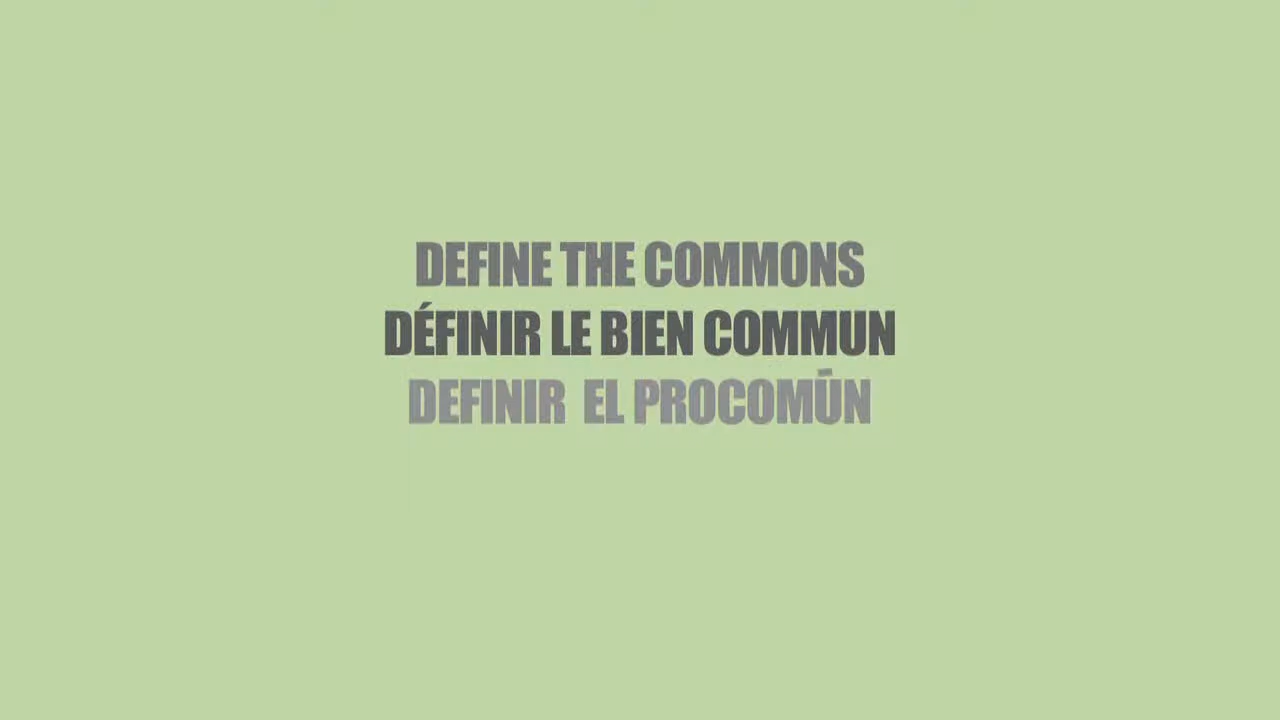 DEFINE THE COMMONS
DÉFINIR LE BIEN COMMUN
DEFINIR EL PROCOMÚN